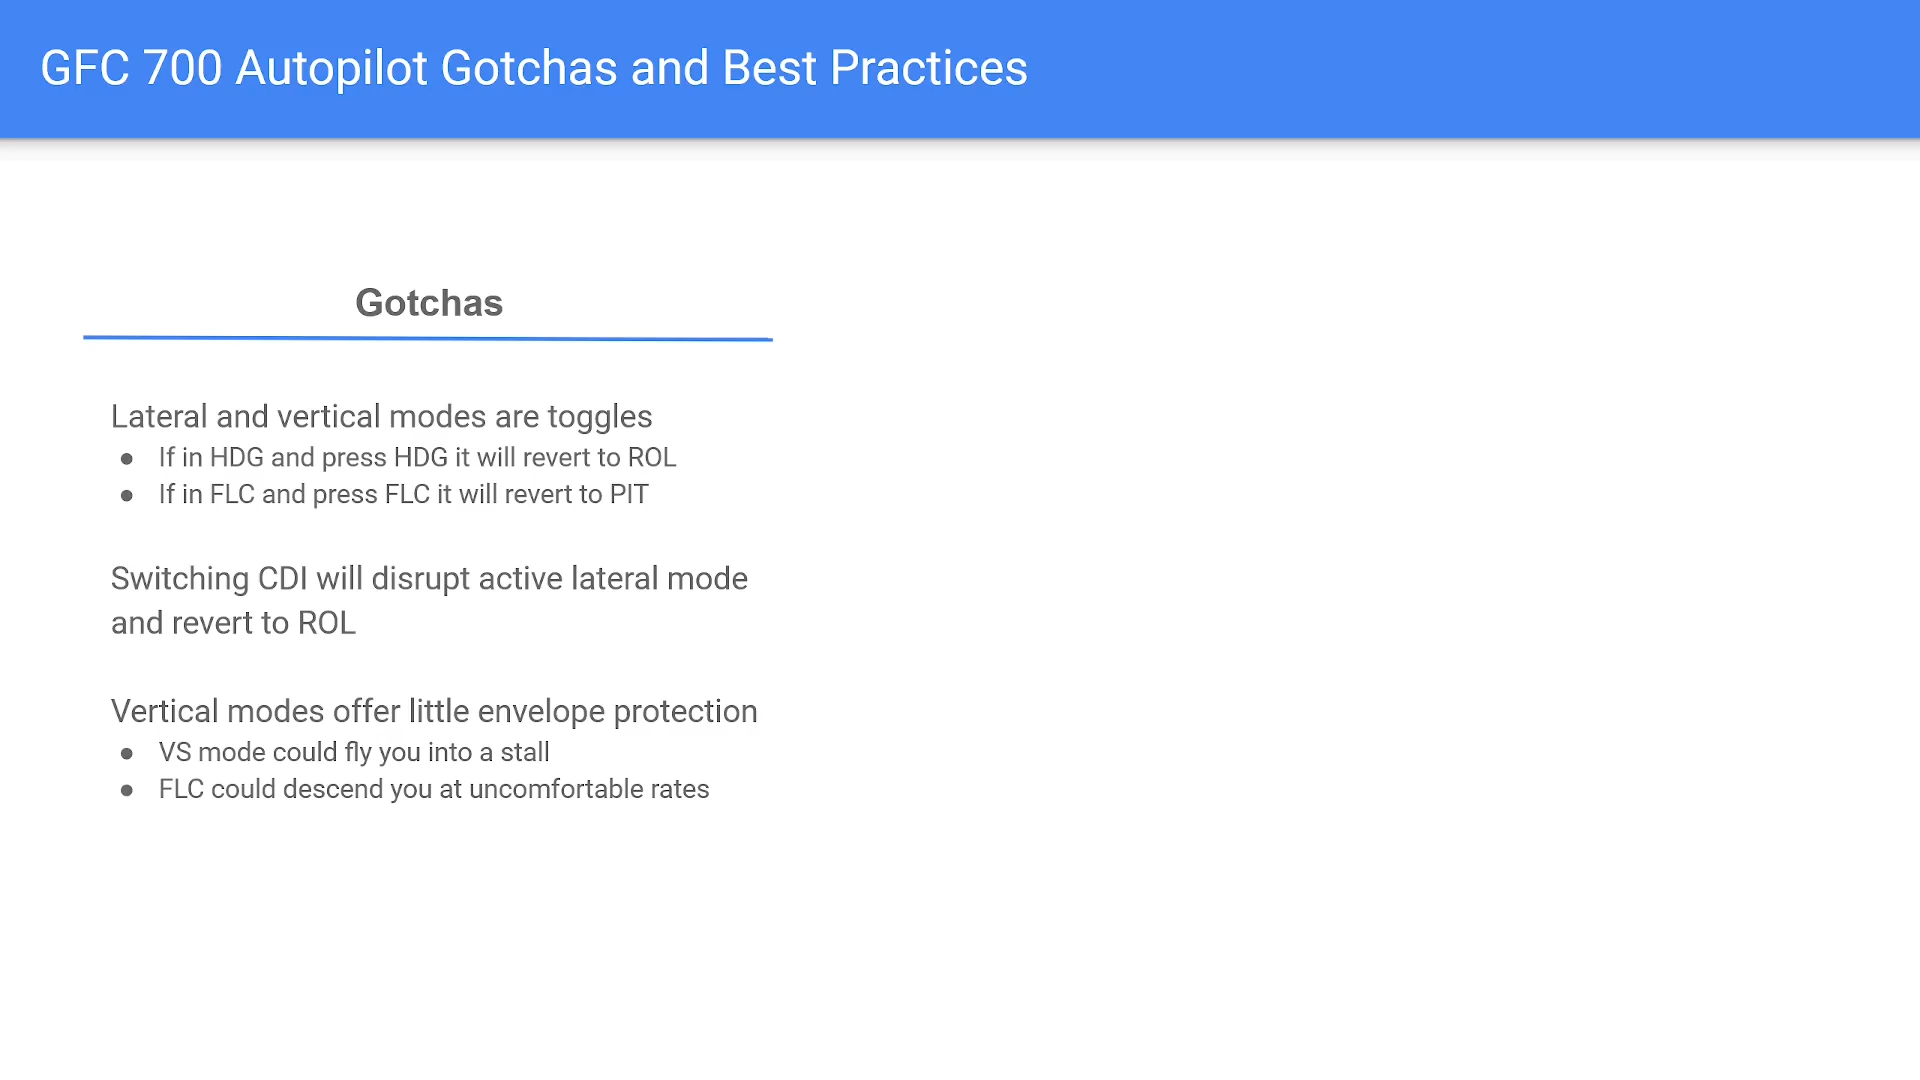 GFC 700 Autopilot Gotchas and Best Practices
Gotchas
Lateral and vertical modes are toggles
● If in HDG and press HDG it will revert to ROL
● If in FLC and press FLC it will revert to PIT
Switching CDI will disrupt active lateral mode
and revert to ROL
Vertical modes offer little envelope protection
● VS mode could fly you into a stall
● FLC could descend you at uncomfortable rates